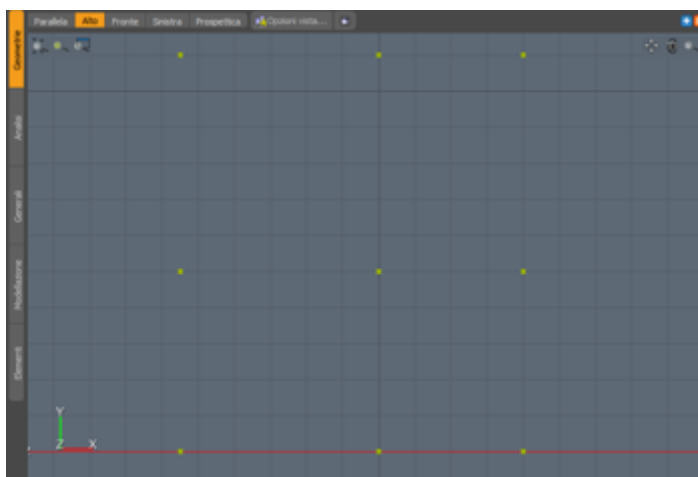 Parallela Alto Fronte Sinistra Prospettica Opzioni vista...
Geometrie
Analisi
Generali
Modellazione
Elementi
Y
Z X